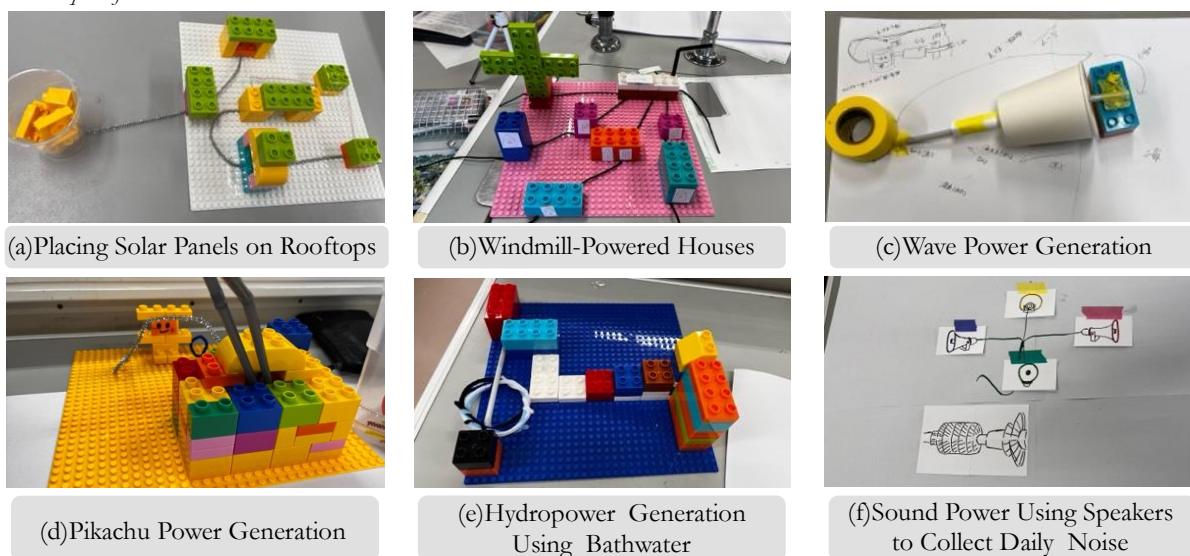 (a)Placing Solar Panels on Rooftops
(b)Windmill-Powered Houses
(c)Wave Power Generation
(d)Pikachu Power Generation
(e)Hydropower Generation
Using Bathwater
(f)Sound Power Using Speakers
to Collect Daily Noise